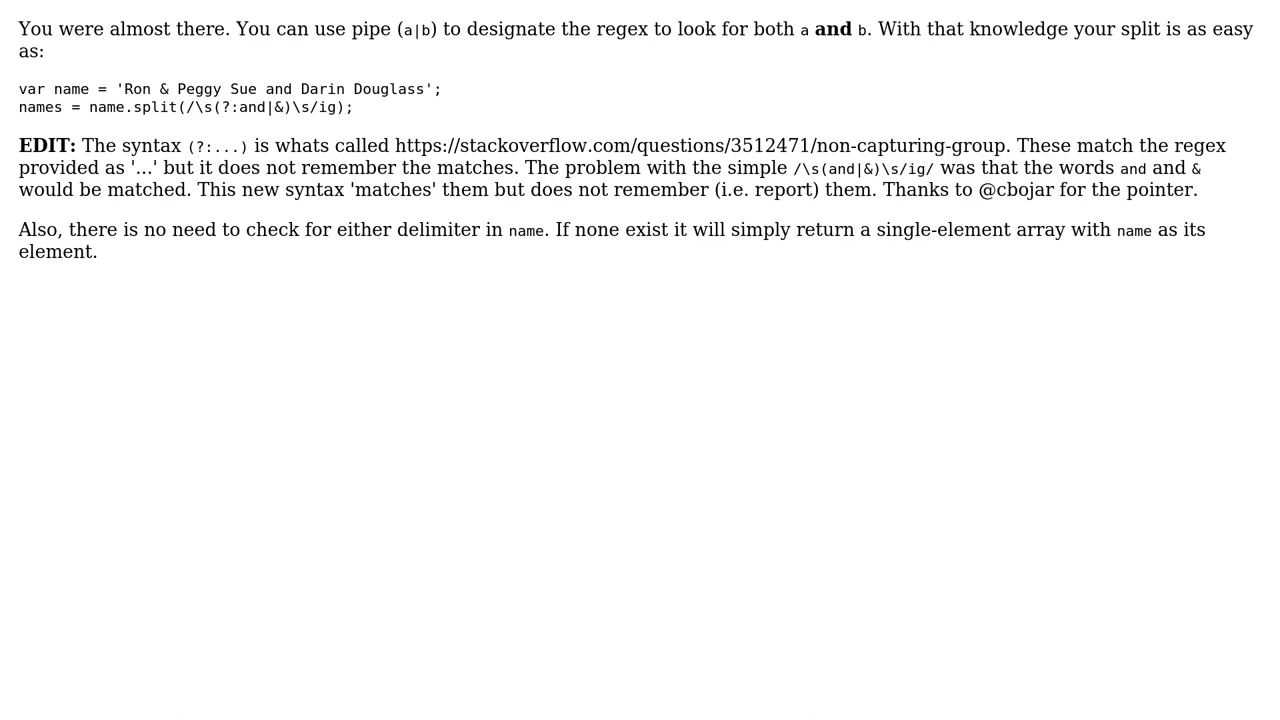 You were almost there. You can use pipe (a|b) to designate the regex to look for both a and b. With that knowledge your split is as easy
as:
var name = 'Ron & Peggy Sue and Darin Douglass';
names = name.split(/\s(?:and|&)\s/ig);
EDIT: The syntax (?:...) is whats called https://stackoverflow.com/questions/3512471/non-capturing-group. These match the regex
provided as '...' but it does not remember the matches. The problem with the simple /\s(and|&)\s/ig/ was that the words and and &
would be matched. This new syntax 'matches' them but does not remember (i.e. report) them. Thanks to @cbojar for the pointer.
Also, there is no need to check for either delimiter in name. If none exist it will simply return a single-element array with name as its
element.